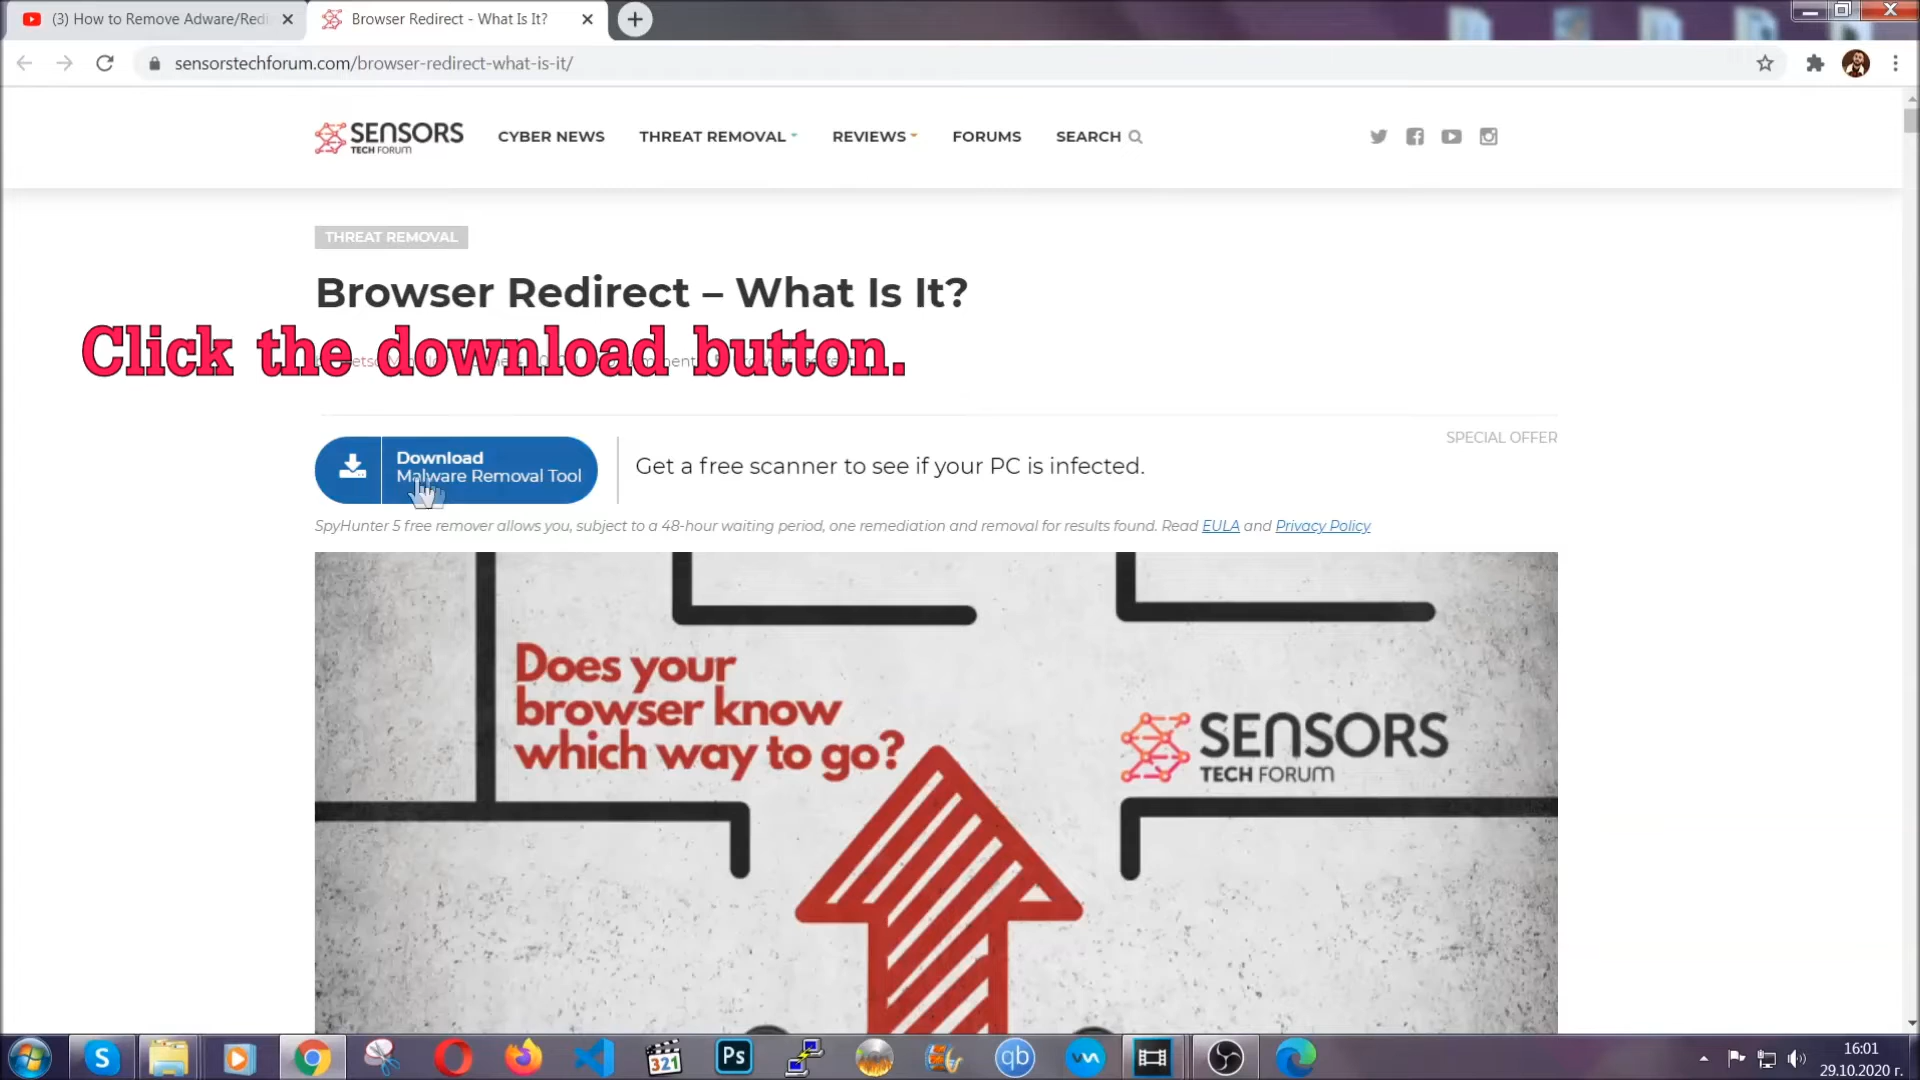 (3) How to Remove Adware/Redi
Browser Redirect - What Is It?
sensorstechforum.com/browser-redirect-what-is-it/
SENSORS
TECH FORUM
CYBER NEWS
THREAT REMOVAL
REVIEWS
FORUMS
SEARCH
THREAT REMOVAL
Browser Redirect – What Is It?
Click the download button.
SPECIAL OFFER
Download
Malware Removal Tool
Get a free scanner to see if your PC is infected.
SpyHunter 5 free remover allows you, subject to a 48-hour waiting period, one remediation and removal for results found. Read EULA and Privacy Policy
Does your
browser know
which way to go?
SENSORS
TECH FORUM
S
321
Ps
qb
16:01
29.10.2020 г.